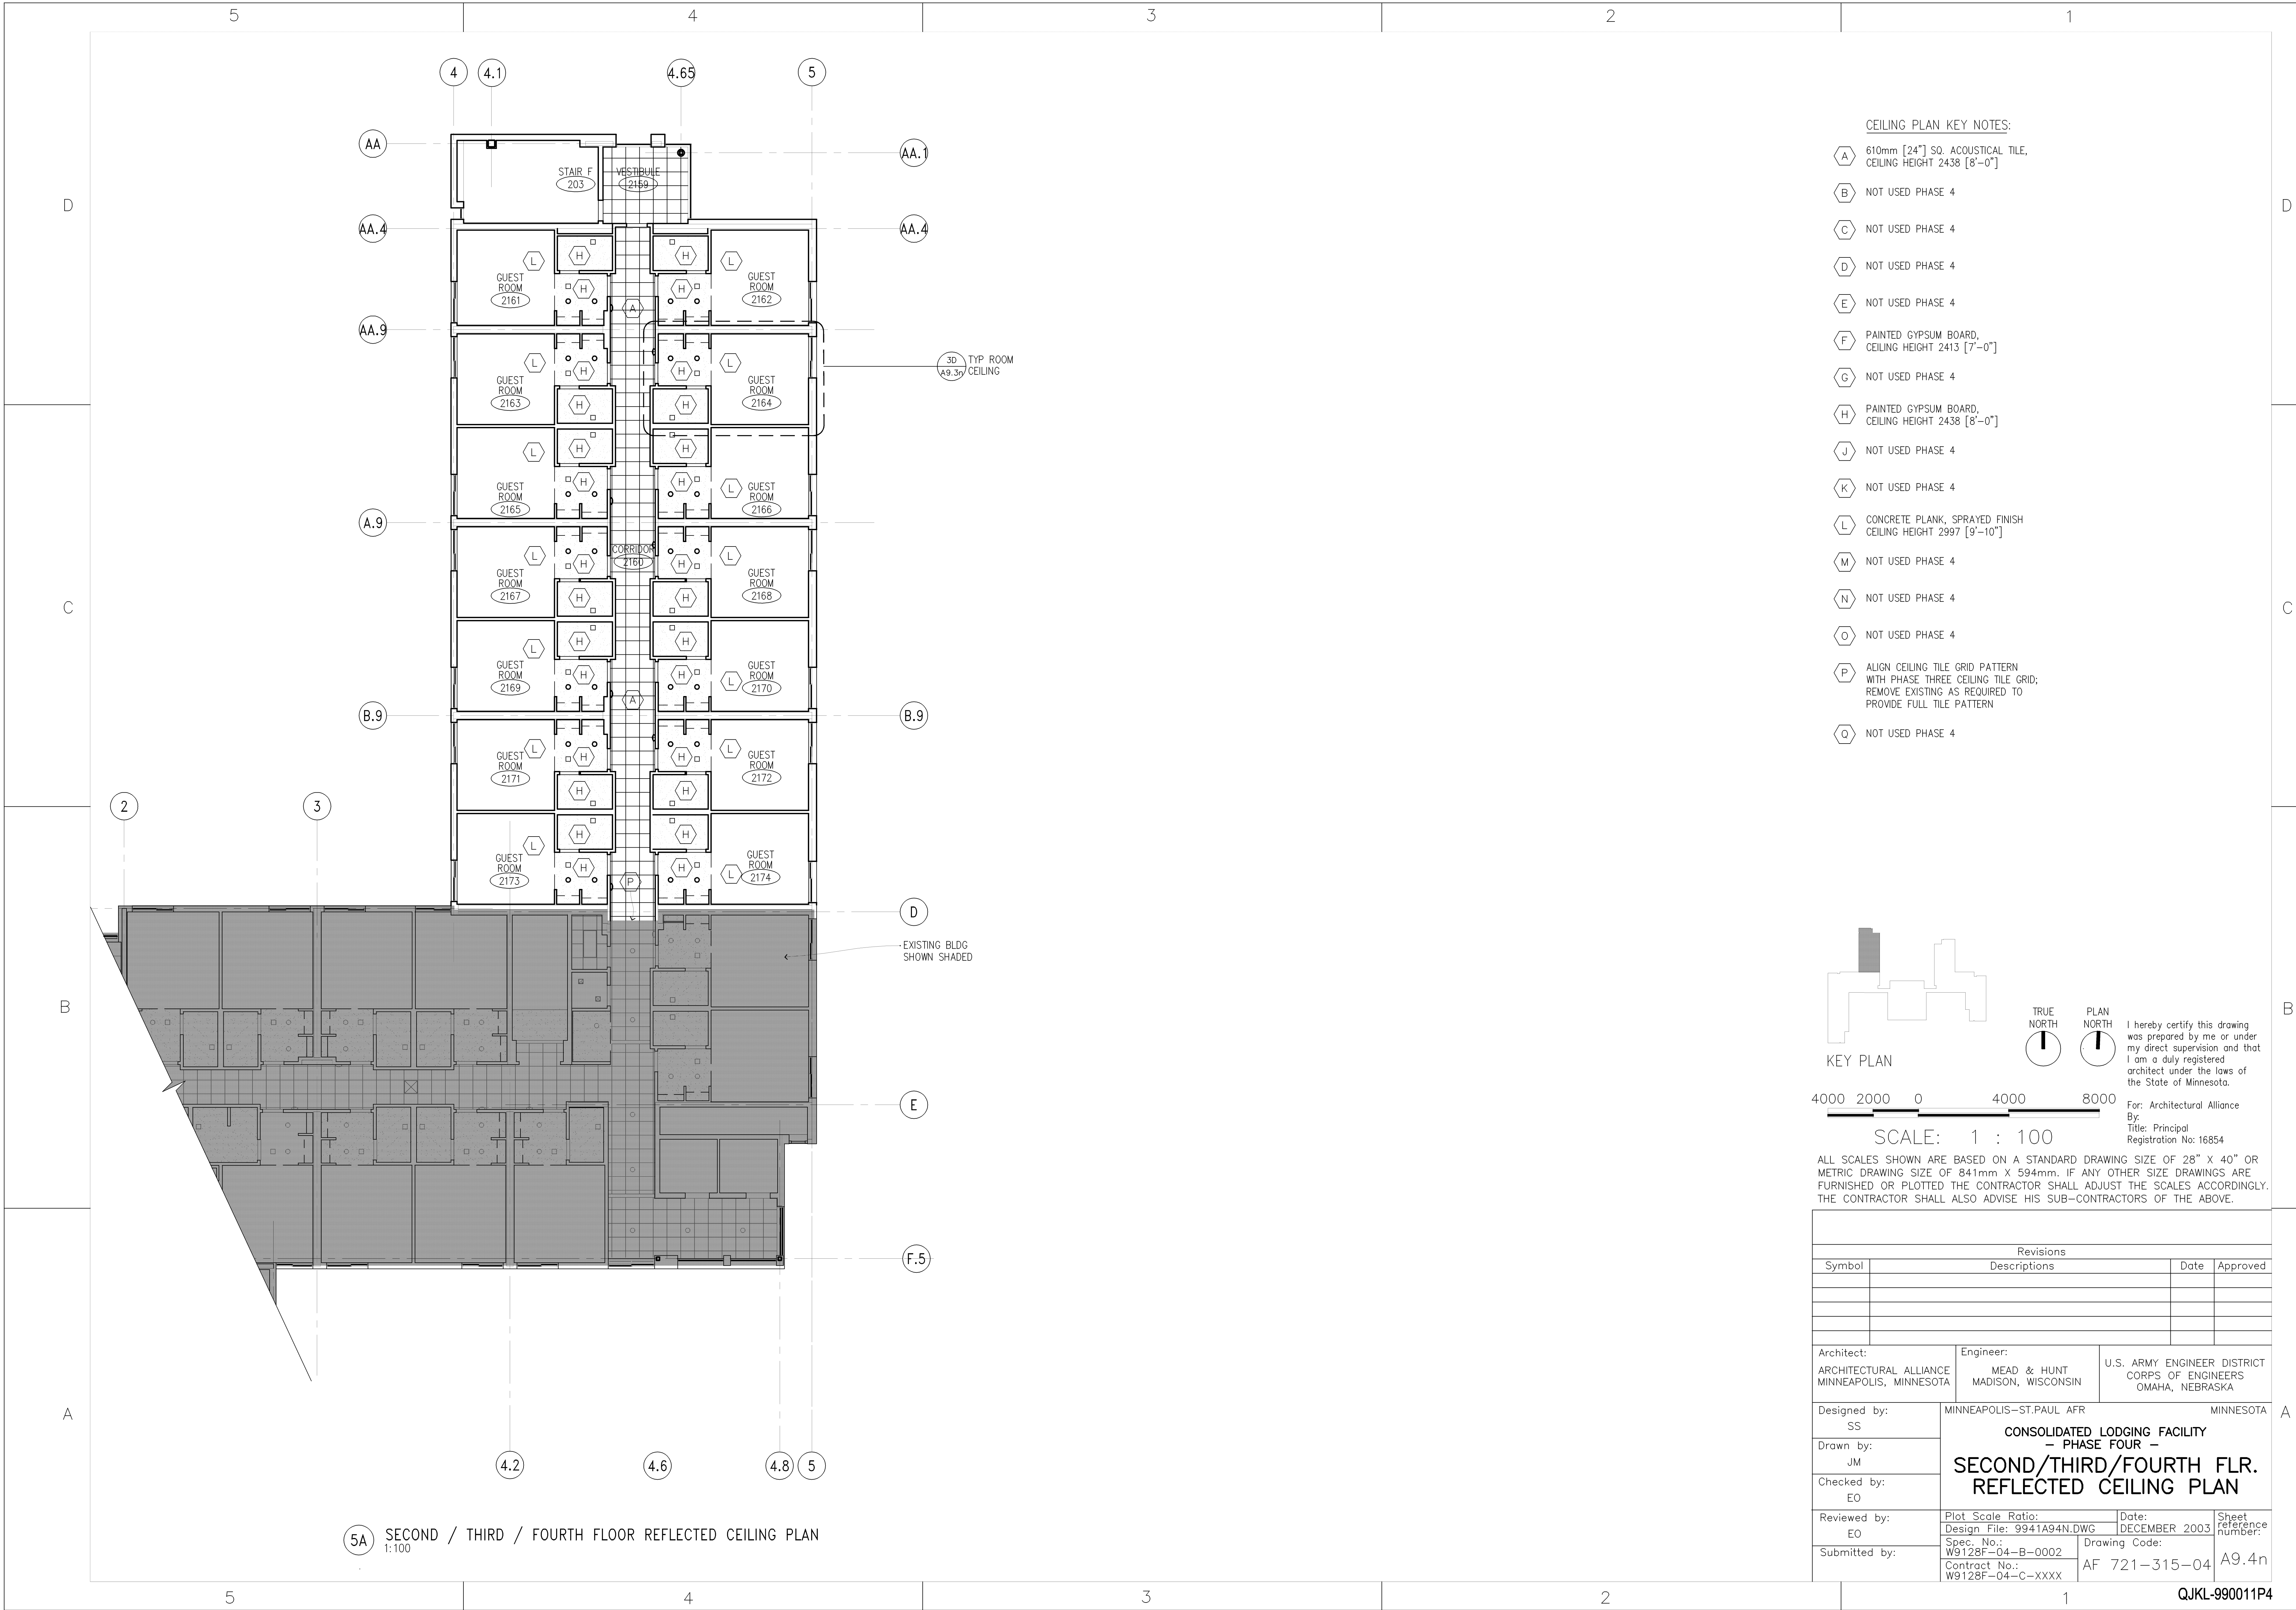 5 4 3 2 1
4 4.1 4.65 5
AA
AA.1
STAIR F
203
VESTIBULE
2159
AA.4
AA.4
H H
L L
GUEST
ROOM
2161
H H
GUEST
ROOM
2162
A
AA.9
L H H L
3D
A9.3n
TYP ROOM
CEILING
GUEST
ROOM
2163
H H
GUEST
ROOM
2164
L H H
GUEST
ROOM
2165
H H
L
GUEST
ROOM
2166
A.9
CORRIDOR
2160
L H H L
GUEST
ROOM
2167
H H
GUEST
ROOM
2168
L H H
GUEST
ROOM
2169
H H
L
GUEST
ROOM
2170
A
B.9
B.9
L H H L
GUEST
ROOM
2171
H H
GUEST
ROOM
2172
2 3
L H H
GUEST
ROOM
2173
H H
L
GUEST
ROOM
2174
P
D
EXISTING BLDG
SHOWN SHADED
E
F.5
4.2 4.6 4.8 5
5A
SECOND / THIRD / FOURTH FLOOR REFLECTED CEILING PLAN
1:100
CEILING PLAN KEY NOTES:
A 610mm [24"] SQ. ACOUSTICAL TILE,
CEILING HEIGHT 2438 [8'-0"]
B NOT USED PHASE 4
C NOT USED PHASE 4
D NOT USED PHASE 4
E NOT USED PHASE 4
F PAINTED GYPSUM BOARD,
CEILING HEIGHT 2413 [7'-0"]
G NOT USED PHASE 4
H PAINTED GYPSUM BOARD,
CEILING HEIGHT 2438 [8'-0"]
J NOT USED PHASE 4
K NOT USED PHASE 4
L CONCRETE PLANK, SPRAYED FINISH
CEILING HEIGHT 2997 [9'-10"]
M NOT USED PHASE 4
N NOT USED PHASE 4
O NOT USED PHASE 4
P ALIGN CEILING TILE GRID PATTERN
WITH PHASE THREE CEILING TILE GRID;
REMOVE EXISTING AS REQUIRED TO
PROVIDE FULL TILE PATTERN
Q NOT USED PHASE 4
KEY PLAN
TRUE
NORTH
PLAN
NORTH
I hereby certify this drawing
was prepared by me or under
my direct supervision and that
I am a duly registered
architect under the laws of
the State of Minnesota.
For: Architectural Alliance
By:
Title: Principal
Registration No: 16854
4000 2000 0 4000 8000
SCALE: 1 : 100
ALL SCALES SHOWN ARE BASED ON A STANDARD DRAWING SIZE OF 28" X 40" OR
METRIC DRAWING SIZE OF 841mm X 594mm. IF ANY OTHER SIZE DRAWINGS ARE
FURNISHED OR PLOTTED THE CONTRACTOR SHALL ADJUST THE SCALES ACCORDINGLY.
THE CONTRACTOR SHALL ALSO ADVISE HIS SUB-CONTRACTORS OF THE ABOVE.
Revisions
Symbol Descriptions Date Approved
Architect:
ARCHITECTURAL ALLIANCE
MINNEAPOLIS, MINNESOTA
Engineer:
MEAD & HUNT
MADISON, WISCONSIN
U.S. ARMY ENGINEER DISTRICT
CORPS OF ENGINEERS
OMAHA, NEBRASKA
Designed by:
SS
Drawn by:
JM
Checked by:
EO
Reviewed by:
EO
Submitted by:
MINNEAPOLIS-ST.PAUL AFR MINNESOTA
CONSOLIDATED LODGING FACILITY
- PHASE FOUR -
SECOND/THIRD/FOURTH FLR.
REFLECTED CEILING PLAN
Plot Scale Ratio:
Design File: 9941A94N.DWG
Date:
DECEMBER 2003
Sheet
reference
number:
A9.4n
Spec. No.:
W9128F-04-B-0002
Contract No.:
W9128F-04-C-XXXX
Drawing Code:
AF 721-315-04
D D
C C
B B
A A
5 4 3 2 1
QJKL-990011P4